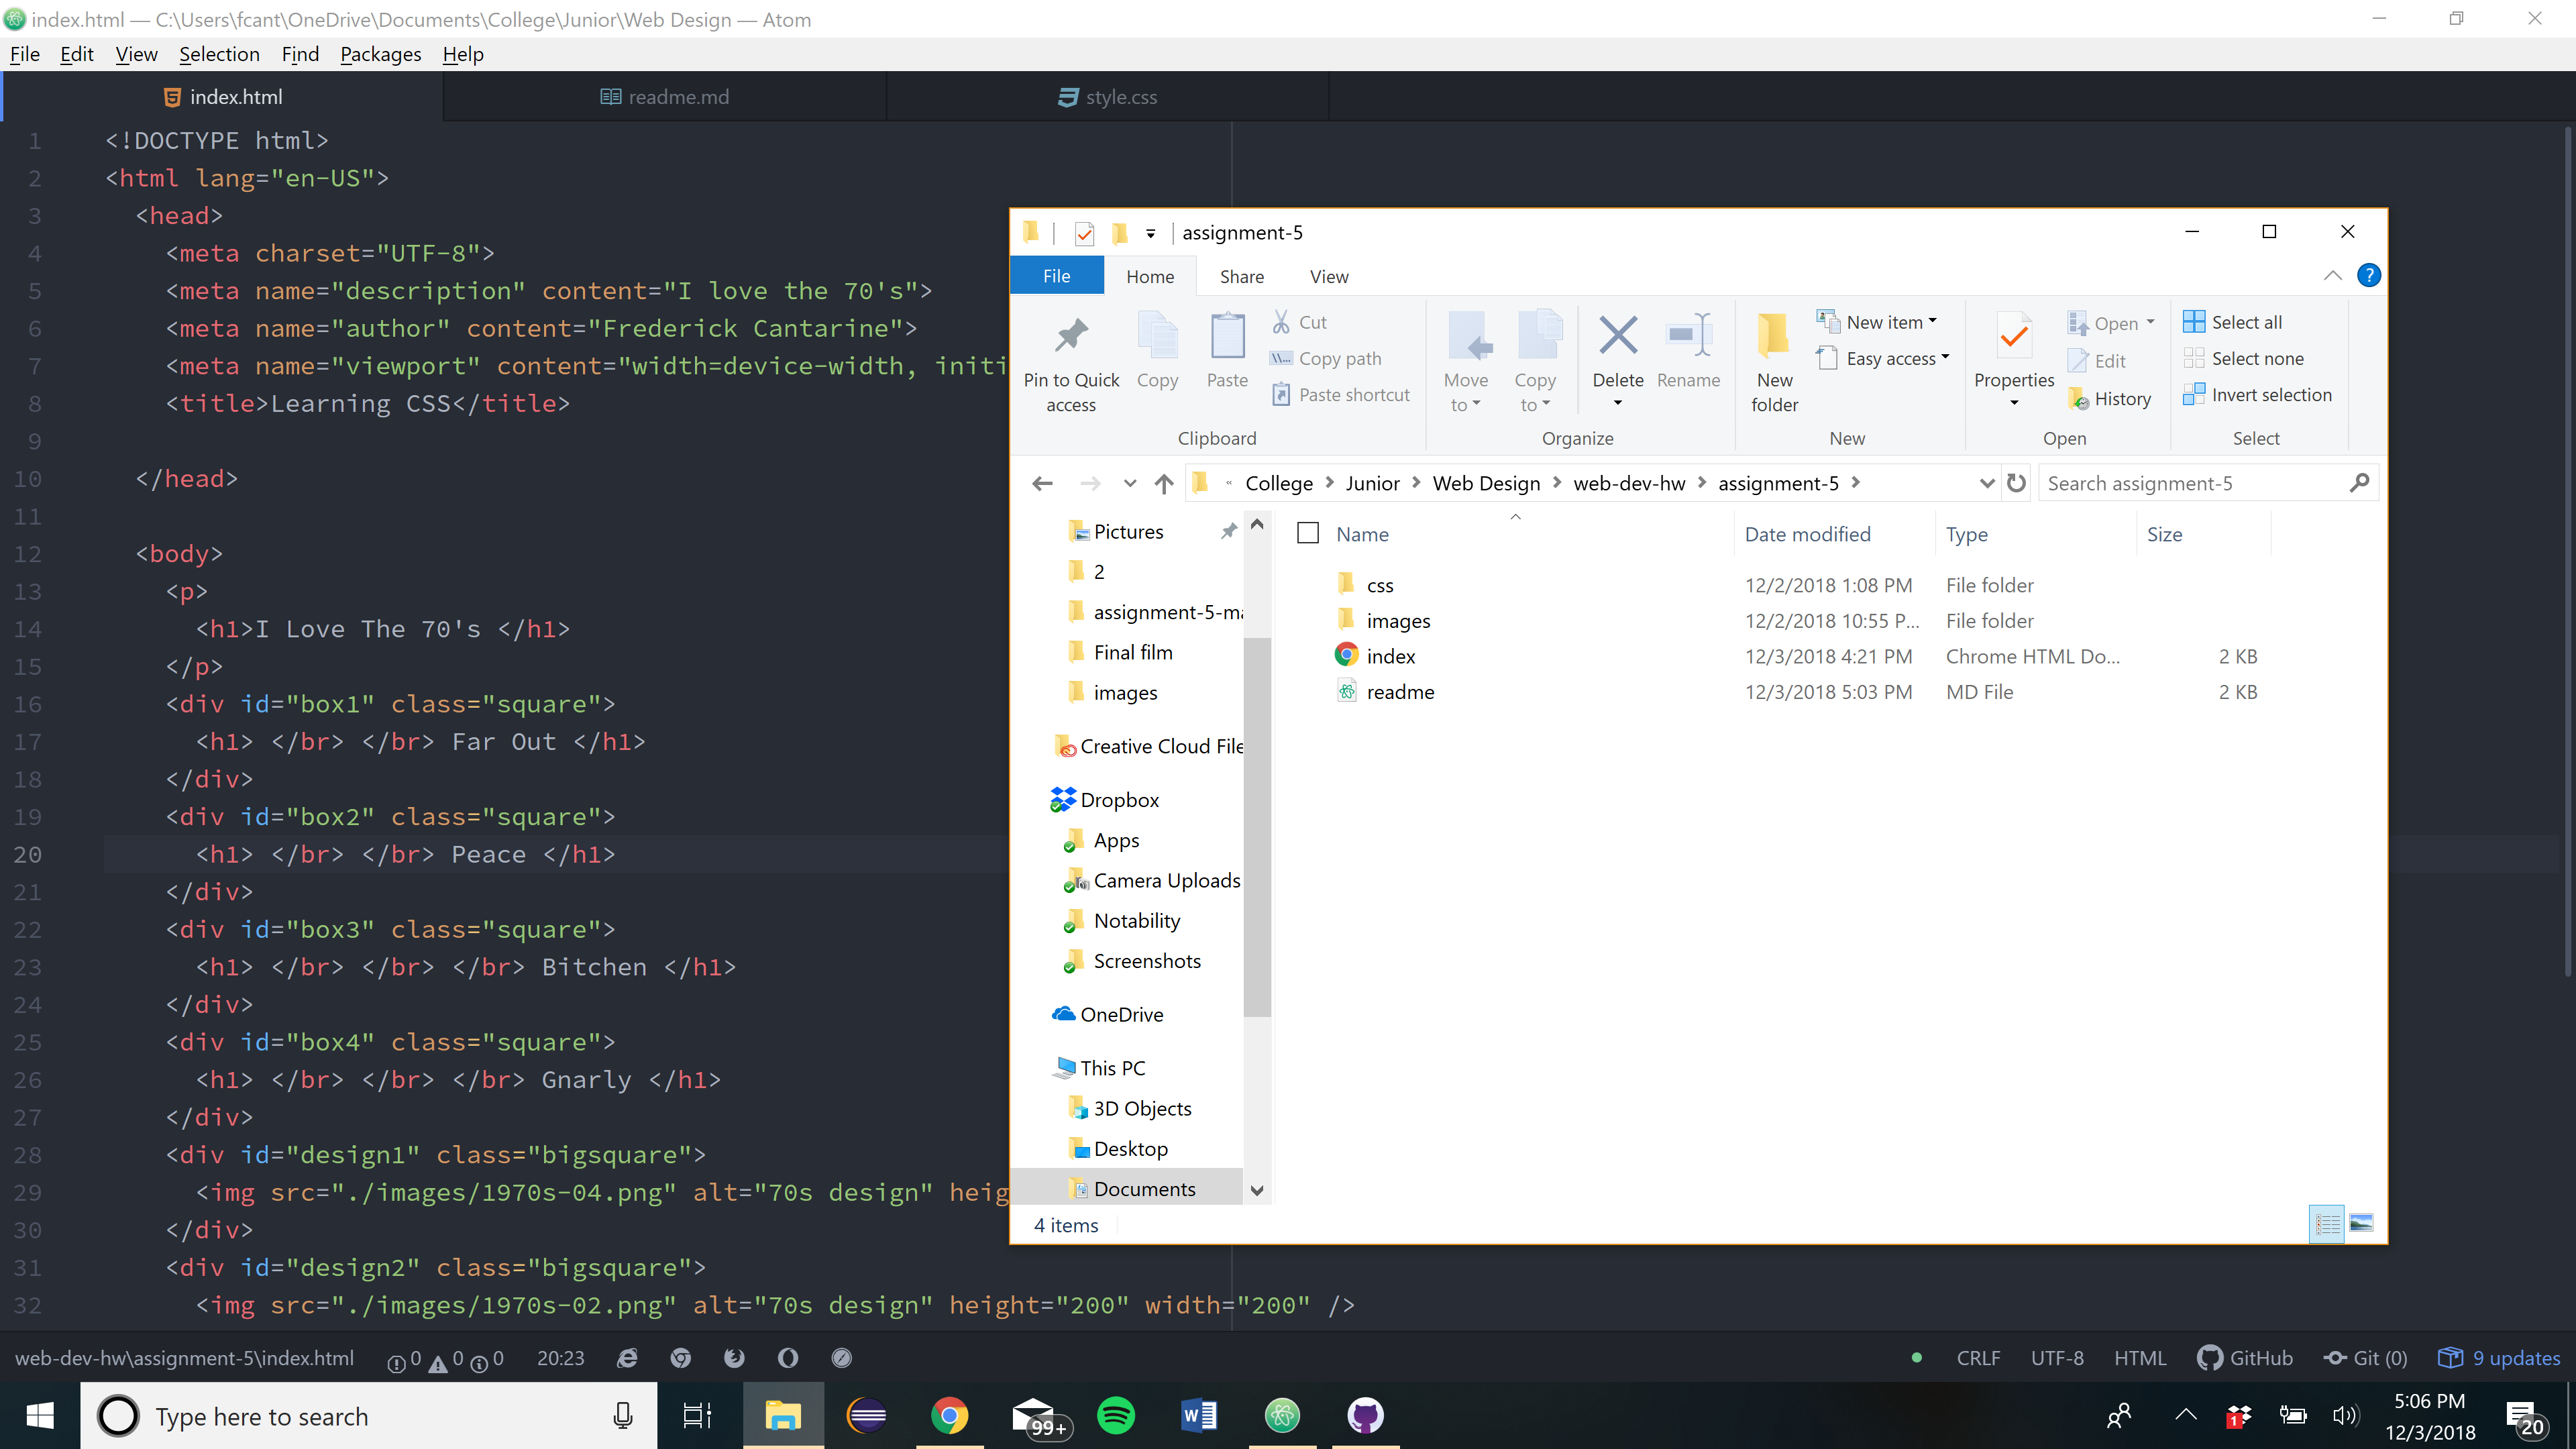 index.html — C:\Users\fcant\OneDrive\Documents\College\Junior\Web Design — Atom
File Edit View Selection Find Packages Help
index.html readme.md style.css
1 <!DOCTYPE html>
2 <html lang="en-US">
3 <head>
4 <meta charset="UTF-8">
5 <meta name="description" content="I love the 70's">
6 <meta name="author" content="Frederick Cantarine">
7 <meta name="viewport" content="width=device-width, initi
8 <title>Learning CSS</title>
9
10 </head>
11
12 <body>
13 <p>
14 <h1>I Love The 70's </h1>
15 </p>
16 <div id="box1" class="square">
17 <h1> </br> </br> Far Out </h1>
18 </div>
19 <div id="box2" class="square">
20 <h1> </br> </br> Peace </h1>
21 </div>
22 <div id="box3" class="square">
23 <h1> </br> </br> </br> Bitchen </h1>
24 </div>
25 <div id="box4" class="square">
26 <h1> </br> </br> </br> Gnarly </h1>
27 </div>
28 <div id="design1" class="bigsquare">
29 <img src="./images/1970s-04.png" alt="70s design" heig
30 </div>
31 <div id="design2" class="bigsquare">
32 <img src="./images/1970s-02.png" alt="70s design" height="200" width="200" />
assignment-5
File Home Share View
Pin to Quick access
Copy
Paste
Cut
Copy path
Paste shortcut
Clipboard
Move to
Copy to
Delete
Rename
Organize
New folder
New item
Easy access
New
Properties
Open
Edit
History
Open
Select all
Select none
Invert selection
Select
« College > Junior > Web Design > web-dev-hw > assignment-5 >
Search assignment-5
Pictures
2
assignment-5-ma
Final film
images
Creative Cloud File
Dropbox
Apps
Camera Uploads
Notability
Screenshots
OneDrive
This PC
3D Objects
Desktop
Documents
Name Date modified Type Size
css 12/2/2018 1:08 PM File folder
images 12/2/2018 10:55 P... File folder
index 12/3/2018 4:21 PM Chrome HTML Do... 2 KB
readme 12/3/2018 5:03 PM MD File 2 KB
4 items
web-dev-hw\assignment-5\index.html 0 0 0 20:23 CRLF UTF-8 HTML GitHub Git (0) 9 updates
Type here to search
99+
1
5:06 PM
12/3/2018
20